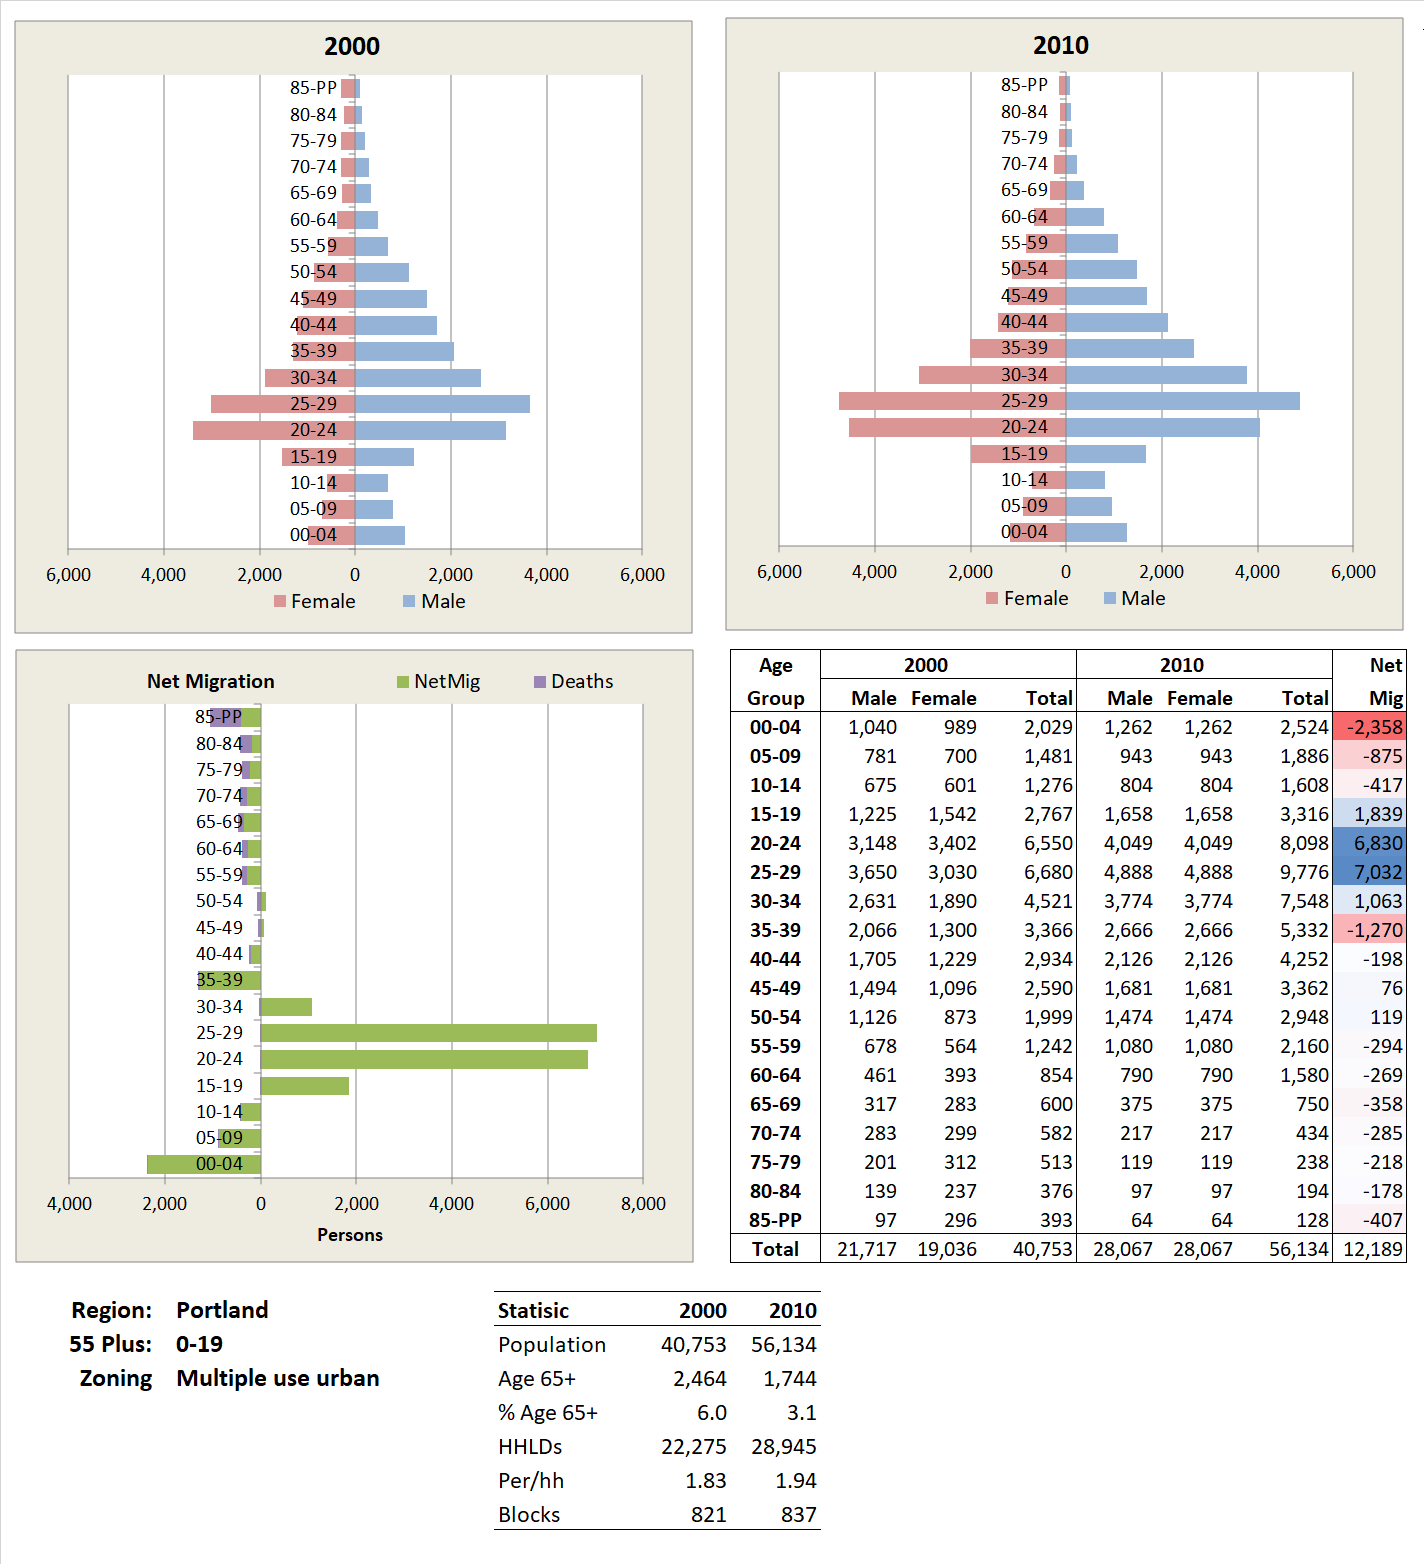 2000
85-PP
80-84
75-79
70-74
65-69
60-64
55-59
50-54
45-49
40-44
35-39
30-34
25-29
20-24
15-19
10-14
05-09
00-04
6,000 4,000 2,000 0 2,000 4,000 6,000
Female Male
2010
85-PP
80-84
75-79
70-74
65-69
60-64
55-59
50-54
45-49
40-44
35-39
30-34
25-29
20-24
15-19
10-14
05-09
00-04
6,000 4,000 2,000 0 2,000 4,000 6,000
Female Male
Net Migration NetMig Deaths
85-PP
80-84
75-79
70-74
65-69
60-64
55-59
50-54
45-49
40-44
35-39
30-34
25-29
20-24
15-19
10-14
05-09
00-04
4,000 2,000 0 2,000 4,000 6,000 8,000
Persons
Age 2000 2010 Net
Group Male Female Total Male Female Total Mig
00-04 1,040 989 2,029 1,262 1,262 2,524 -2,358
05-09 781 700 1,481 943 943 1,886 -875
10-14 675 601 1,276 804 804 1,608 -417
15-19 1,225 1,542 2,767 1,658 1,658 3,316 1,839
20-24 3,148 3,402 6,550 4,049 4,049 8,098 6,830
25-29 3,650 3,030 6,680 4,888 4,888 9,776 7,032
30-34 2,631 1,890 4,521 3,774 3,774 7,548 1,063
35-39 2,066 1,300 3,366 2,666 2,666 5,332 -1,270
40-44 1,705 1,229 2,934 2,126 2,126 4,252 -198
45-49 1,494 1,096 2,590 1,681 1,681 3,362 76
50-54 1,126 873 1,999 1,474 1,474 2,948 119
55-59 678 564 1,242 1,080 1,080 2,160 -294
60-64 461 393 854 790 790 1,580 -269
65-69 317 283 600 375 375 750 -358
70-74 283 299 582 217 217 434 -285
75-79 201 312 513 119 119 238 -218
80-84 139 237 376 97 97 194 -178
85-PP 97 296 393 64 64 128 -407
Total 21,717 19,036 40,753 28,067 28,067 56,134 12,189
Region: Portland
55 Plus: 0-19
Zoning Multiple use urban
Statisic 2000 2010
Population 40,753 56,134
Age 65+ 2,464 1,744
% Age 65+ 6.0 3.1
HHLDs 22,275 28,945
Per/hh 1.83 1.94
Blocks 821 837